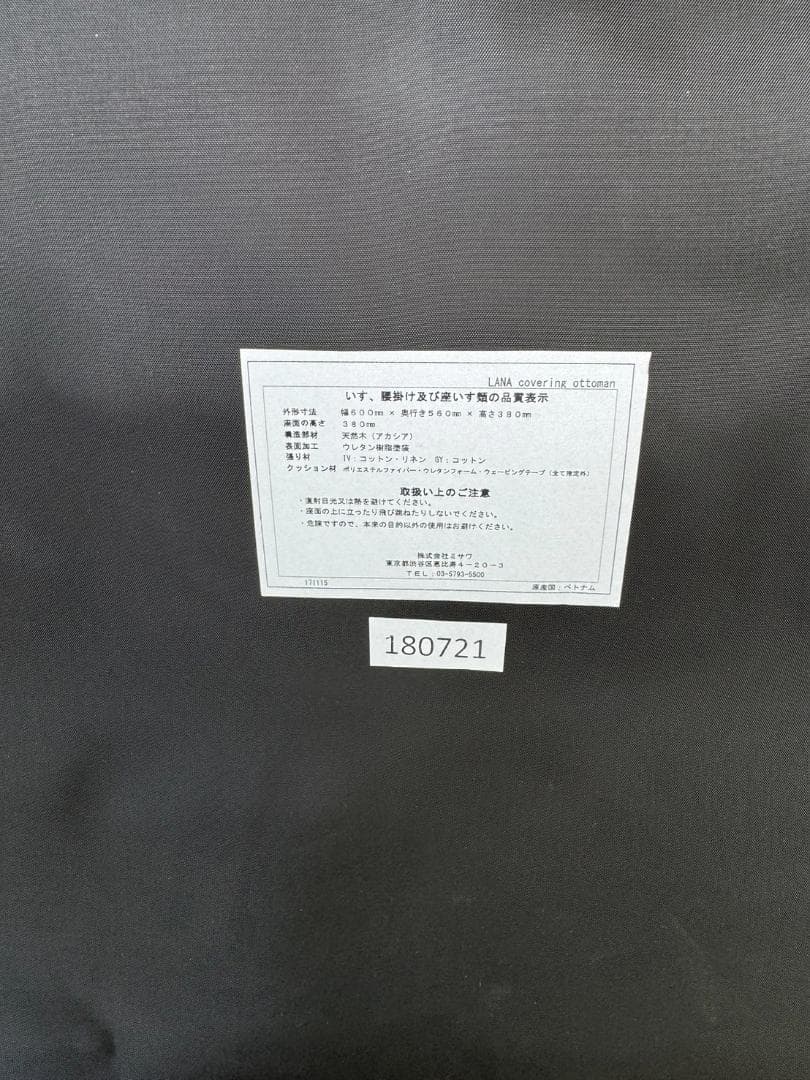 LANA covering ottoman
いす、腰掛け及び座いす類の品質表示
外形寸法 幅600mm × 奥行き560mm × 高さ380mm
座面の高さ 380mm
構造部材 天然木（アカシア）
表面加工 ウレタン樹脂塗装
張り材 IV：コットン・リネン GY：コットン
クッション材 ポリエステルファイバー・ウレタンフォーム・ウェービングテープ（全て指定外）
取扱い上のご注意
・直射日光又は熱を避けてください。
・座面の上に立ったり飛び跳ねたりしないでください。
・危険ですので、本来の目的以外の使用はお避けください。
株式会社ミサワ
東京都渋谷区恵比寿4－20－3
TEL：03-5793-5500
171115 原産国：ベトナム
180721